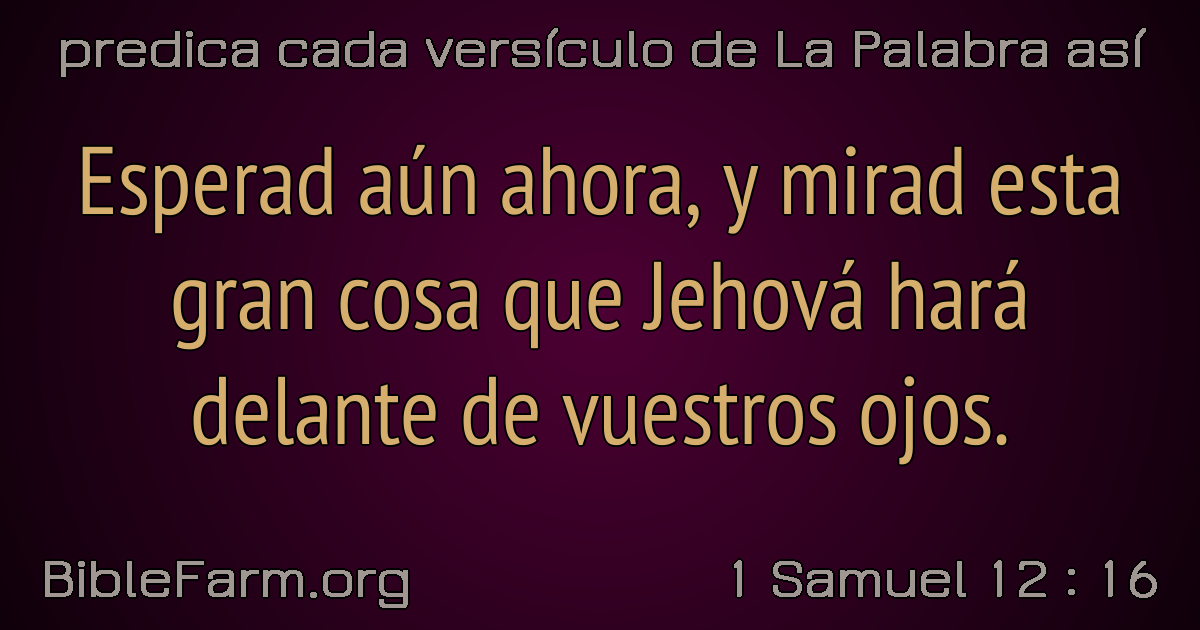 predica cada versículo de La Palabra así
Esperad aún ahora, y mirad esta
gran cosa que Jehová hará
delante de vuestros ojos.
BibleFarm.org
1 Samuel 12 : 16